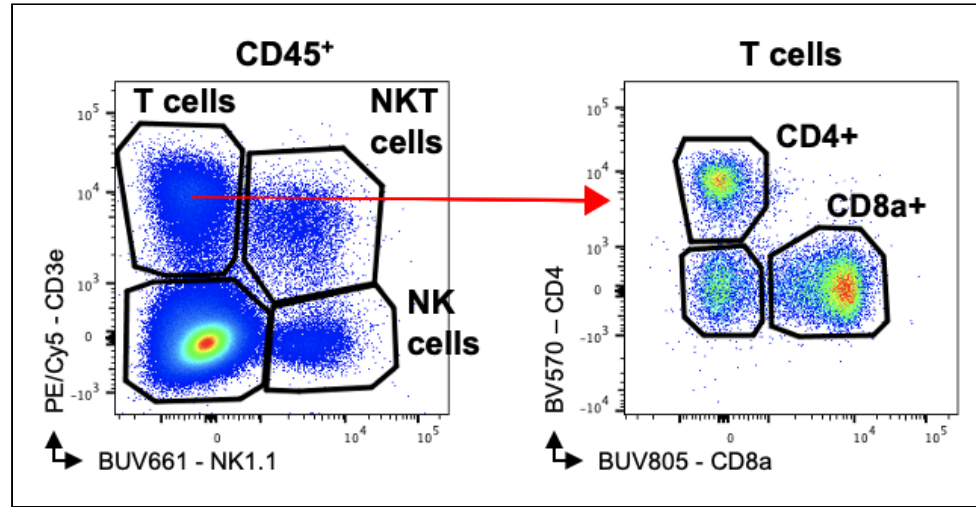 CD45⁺
T cells
T cells
NKT
cells
NK
cells
10⁵
10⁴
10³
0
-10³
0
10⁴
10⁵
PE/Cy5 - CD3e
BUV661 - NK1.1
CD4+
CD8a+
10⁵
10⁴
10³
0
-10³
-10⁴
0
10⁴
10⁵
BV570 – CD4
BUV805 - CD8a